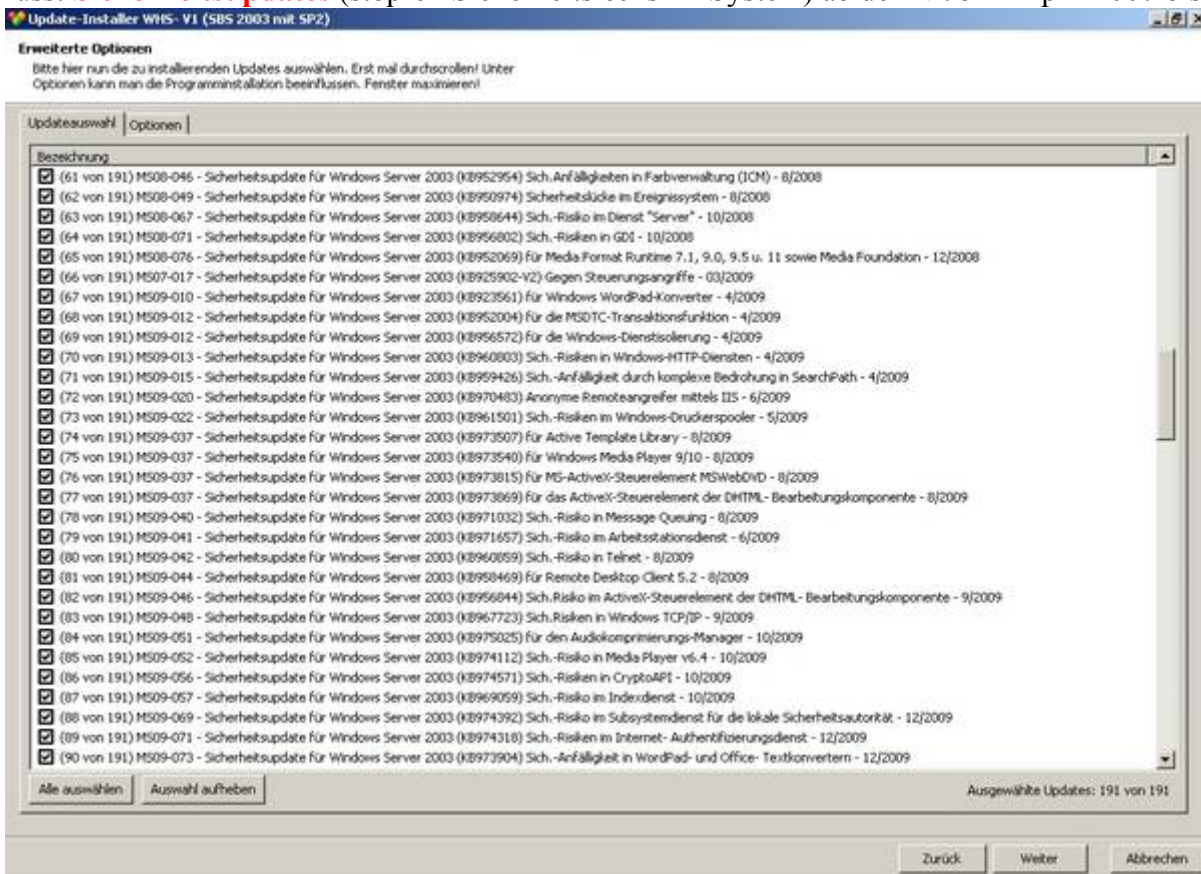 Update-Installer WHS- V1 (SBS 2003 mit SP2)
Erweiterte Optionen
Bitte hier nun die zu installierenden Updates auswählen. Erst mal durchscrollen! Unter
Optionen kann man die Programminstallation beeinflussen. Fenster maximieren!
Updateauswahl Optionen
Bezeichnung
(61 von 191) MS08-046 - Sicherheitsupdate für Windows Server 2003 (KB952954) Sich.Anfälligkeiten in Farbverwaltung (ICM) - 8/2008
(62 von 191) MS08-049 - Sicherheitsupdate für Windows Server 2003 (KB950974) Sicherheitslücke im Ereignissystem - 8/2008
(63 von 191) MS08-067 - Sicherheitsupdate für Windows Server 2003 (KB958644) Sich.-Risiko im Dienst "Server" - 10/2008
(64 von 191) MS08-071 - Sicherheitsupdate für Windows Server 2003 (KB956802) Sich.-Risiken in GDI - 10/2008
(65 von 191) MS08-076 - Sicherheitsupdate für Windows Server 2003 (KB952069) für Media Format Runtime 7.1, 9.0, 9.5 u. 11 sowie Media Foundation - 12/2008
(66 von 191) MS07-017 - Sicherheitsupdate für Windows Server 2003 (KB925902-V2) Gegen Steuerungsangriffe - 03/2009
(67 von 191) MS09-010 - Sicherheitsupdate für Windows Server 2003 (KB923561) für Windows WordPad-Konverter - 4/2009
(68 von 191) MS09-012 - Sicherheitsupdate für Windows Server 2003 (KB952004) für die MSDTC-Transaktionsfunktion - 4/2009
(69 von 191) MS09-012 - Sicherheitsupdate für Windows Server 2003 (KB956572) für die Windows-Dienstisolierung - 4/2009
(70 von 191) MS09-013 - Sicherheitsupdate für Windows Server 2003 (KB960803) Sich.-Risiken in Windows-HTTP-Diensten - 4/2009
(71 von 191) MS09-015 - Sicherheitsupdate für Windows Server 2003 (KB959426) Sich.-Anfälligkeit durch komplexe Bedrohung in SearchPath - 4/2009
(72 von 191) MS09-020 - Sicherheitsupdate für Windows Server 2003 (KB970483) Anonyme Remoteangreifer mittels IIS - 6/2009
(73 von 191) MS09-022 - Sicherheitsupdate für Windows Server 2003 (KB961501) Sich.-Risiken im Windows-Druckerspooler - 5/2009
(74 von 191) MS09-037 - Sicherheitsupdate für Windows Server 2003 (KB973507) für Active Template Library - 8/2009
(75 von 191) MS09-037 - Sicherheitsupdate für Windows Server 2003 (KB973540) für Windows Media Player 9/10 - 8/2009
(76 von 191) MS09-037 - Sicherheitsupdate für Windows Server 2003 (KB973815) für MS-ActiveX-Steuerelement MSWebDVD - 8/2009
(77 von 191) MS09-037 - Sicherheitsupdate für Windows Server 2003 (KB973869) für das ActiveX-Steuerelement der DHTML- Bearbeitungskomponente - 8/2009
(78 von 191) MS09-040 - Sicherheitsupdate für Windows Server 2003 (KB971032) Sich.-Risiko in Message Queuing - 8/2009
(79 von 191) MS09-041 - Sicherheitsupdate für Windows Server 2003 (KB971657) Sich.-Risiko im Arbeitsstationsdenst - 6/2009
(80 von 191) MS09-042 - Sicherheitsupdate für Windows Server 2003 (KB960859) Sich.-Risiko in Telnet - 8/2009
(81 von 191) MS09-044 - Sicherheitsupdate für Windows Server 2003 (KB958469) für Remote Desktop Client 5.2 - 8/2009
(82 von 191) MS09-046 - Sicherheitsupdate für Windows Server 2003 (KB956844) Sich.Risiko im ActiveX-Steuerelement der DHTML- Bearbeitungskomponente - 9/2009
(83 von 191) MS09-048 - Sicherheitsupdate für Windows Server 2003 (KB967723) Sich.Risiken in Windows TCP/IP - 9/2009
(84 von 191) MS09-051 - Sicherheitsupdate für Windows Server 2003 (KB975025) für den Audiokomprimierungs-Manager - 10/2009
(85 von 191) MS09-052 - Sicherheitsupdate für Windows Server 2003 (KB974112) Sich.-Risiko in Media Player v6.4 - 10/2009
(86 von 191) MS09-056 - Sicherheitsupdate für Windows Server 2003 (KB974571) Sich.-Risiken in CryptoAPI - 10/2009
(87 von 191) MS09-057 - Sicherheitsupdate für Windows Server 2003 (KB969059) Sich.-Risiko im Indexdienst - 10/2009
(88 von 191) MS09-069 - Sicherheitsupdate für Windows Server 2003 (KB974392) Sich.-Risiko im Subsystemdienst für die lokale Sicherheitsautorität - 12/2009
(89 von 191) MS09-071 - Sicherheitsupdate für Windows Server 2003 (KB974318) Sich.-Risiken im Internet- Authentifizierungsdienst - 12/2009
(90 von 191) MS09-073 - Sicherheitsupdate für Windows Server 2003 (KB973904) Sich.-Anfälligkeit in WordPad- und Office- Textkonvertern - 12/2009
Alle auswählen Auswahl aufheben Ausgewählte Updates: 191 von 191
Zurück Weiter Abbrechen